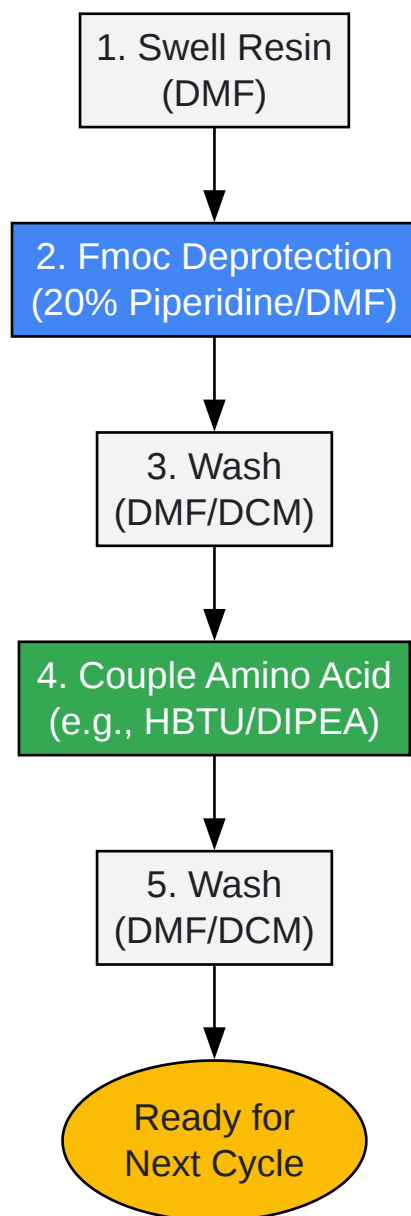 1. Swell Resin
(DMF)
2. Fmoc Deprotection
(20% Piperidine/DMF)
3. Wash
(DMF/DCM)
4. Couple Amino Acid
(e.g., HBTU/DIPEA)
5. Wash
(DMF/DCM)
Ready for
Next Cycle